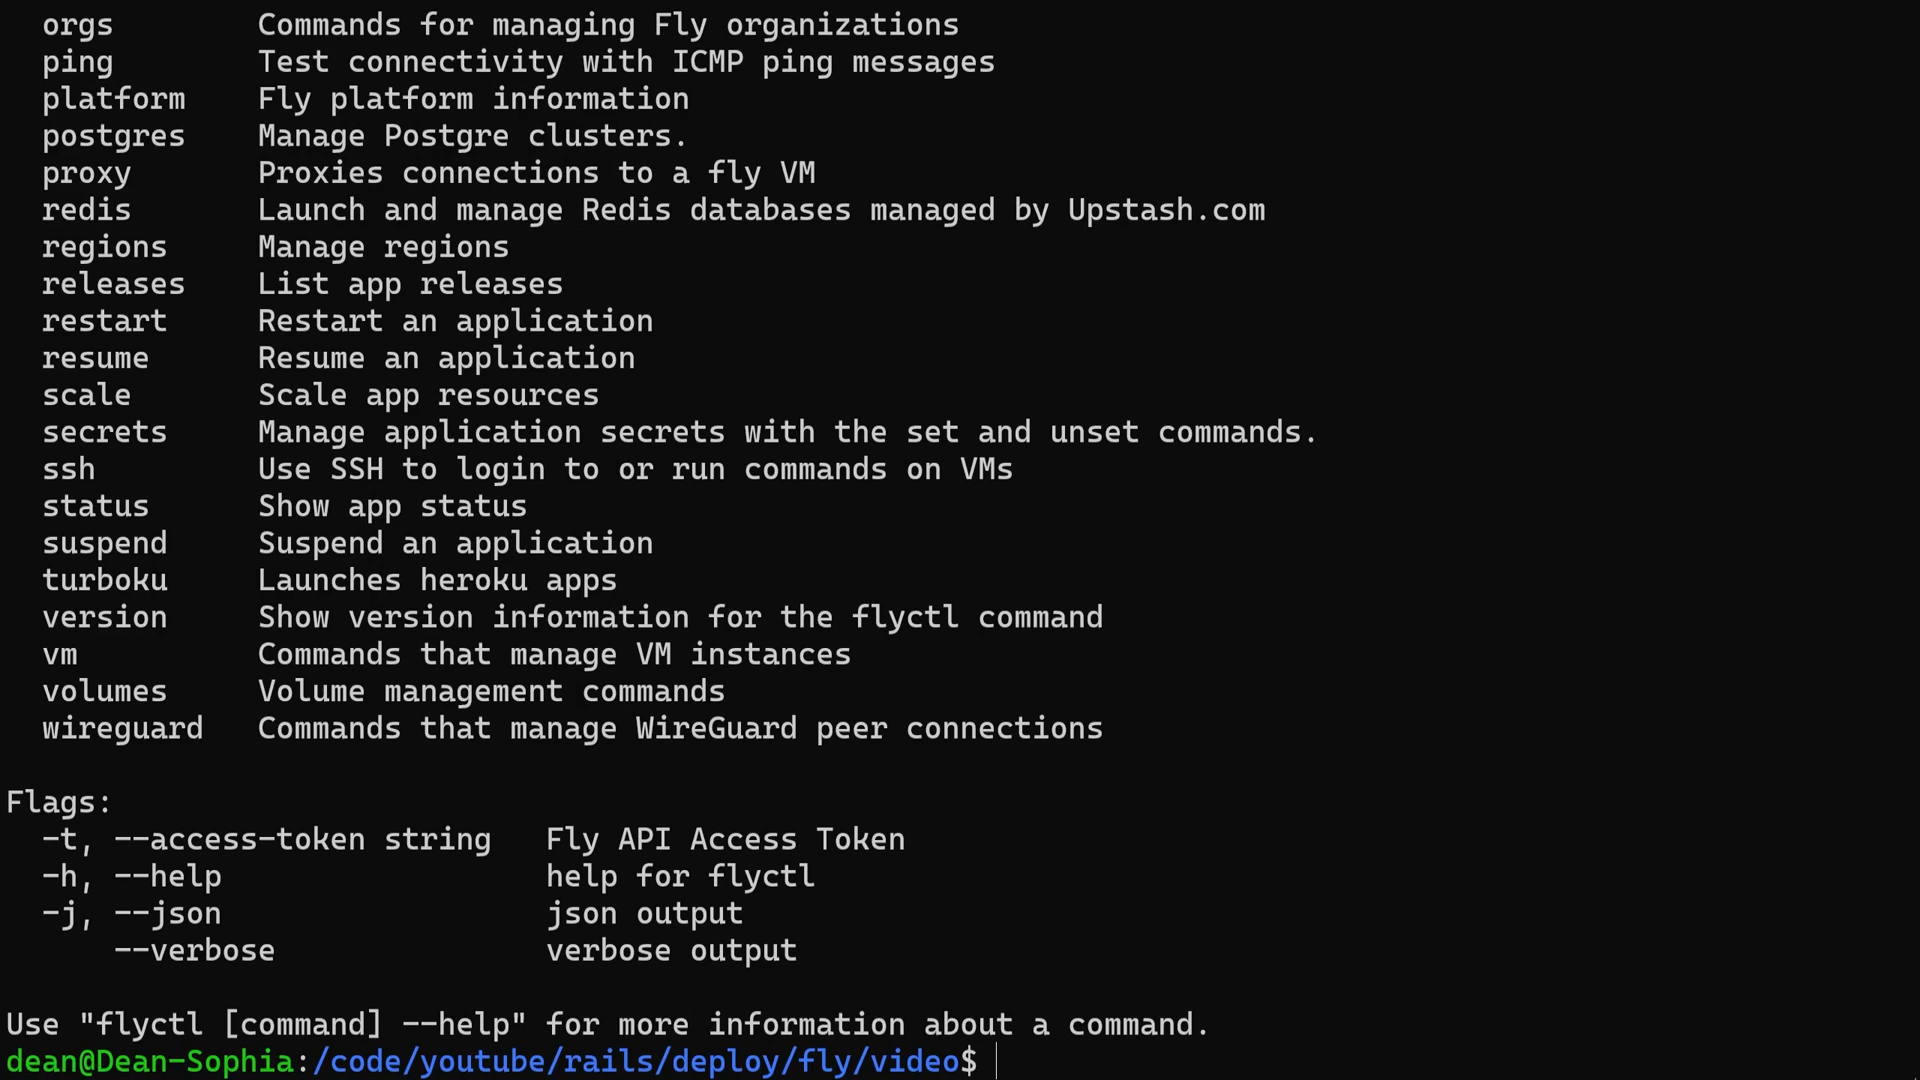 orgs        Commands for managing Fly organizations
ping        Test connectivity with ICMP ping messages
platform    Fly platform information
postgres    Manage Postgre clusters.
proxy       Proxies connections to a fly VM
redis       Launch and manage Redis databases managed by Upstash.com
regions     Manage regions
releases    List app releases
restart     Restart an application
resume      Resume an application
scale       Scale app resources
secrets     Manage application secrets with the set and unset commands.
ssh         Use SSH to login to or run commands on VMs
status      Show app status
suspend     Suspend an application
turboku     Launches heroku apps
version     Show version information for the flyctl command
vm          Commands that manage VM instances
volumes     Volume management commands
wireguard   Commands that manage WireGuard peer connections
Flags:
-t, --access-token string   Fly API Access Token
-h, --help                  help for flyctl
-j, --json                  json output
--verbose               verbose output
Use "flyctl [command] --help" for more information about a command.
dean@Dean-Sophia:/code/youtube/rails/deploy/fly/video$